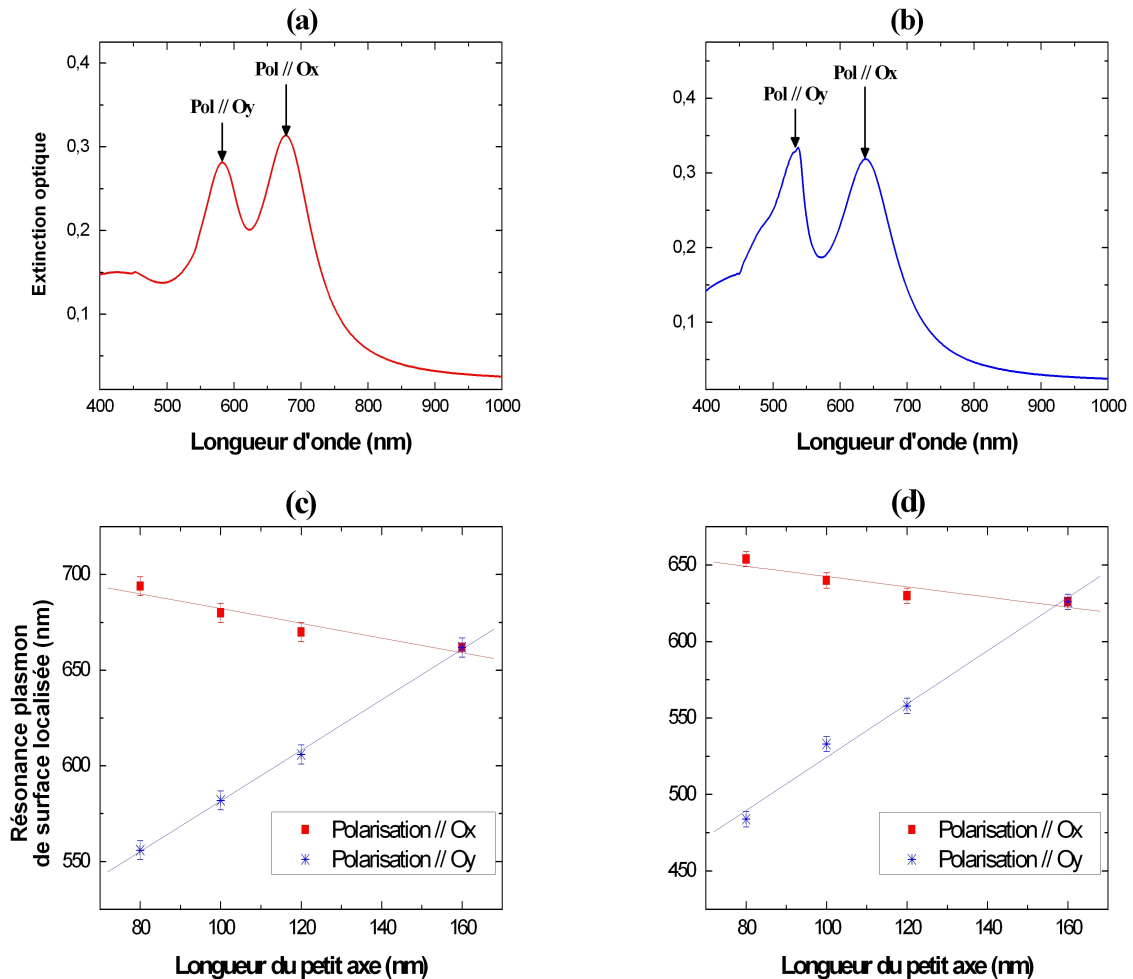 (a)
0,4
0,3
0,2
0,1
Extinction optique
Pol // Oy
Pol // Ox
400 500 600 700 800 900 1000
Longueur d'onde (nm)
(b)
0,4
0,3
0,2
0,1
Pol // Oy
Pol // Ox
400 500 600 700 800 900 1000
Longueur d'onde (nm)
(c)
700
650
600
550
Résonance plasmon
de surface localisée (nm)
Polarisation // Ox
Polarisation // Oy
80 100 120 140 160
Longueur du petit axe (nm)
(d)
650
600
550
500
450
Polarisation // Ox
Polarisation // Oy
80 100 120 140 160
Longueur du petit axe (nm)